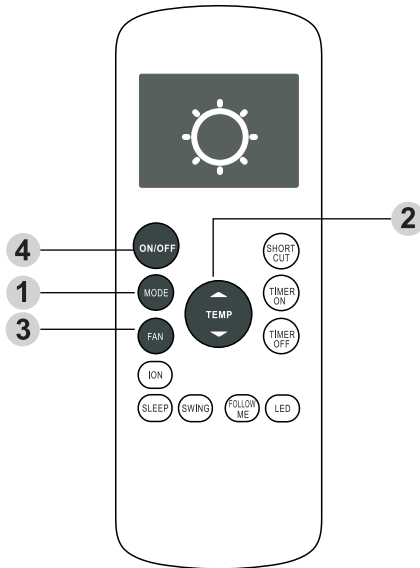 2
4
ON/OFF
SHORT
CUT
1
MODE
TEMP
TIMER
ON
3
FAN
TIMER
OFF
ION
SLEEP
SWING
FOLLOW
ME
LED